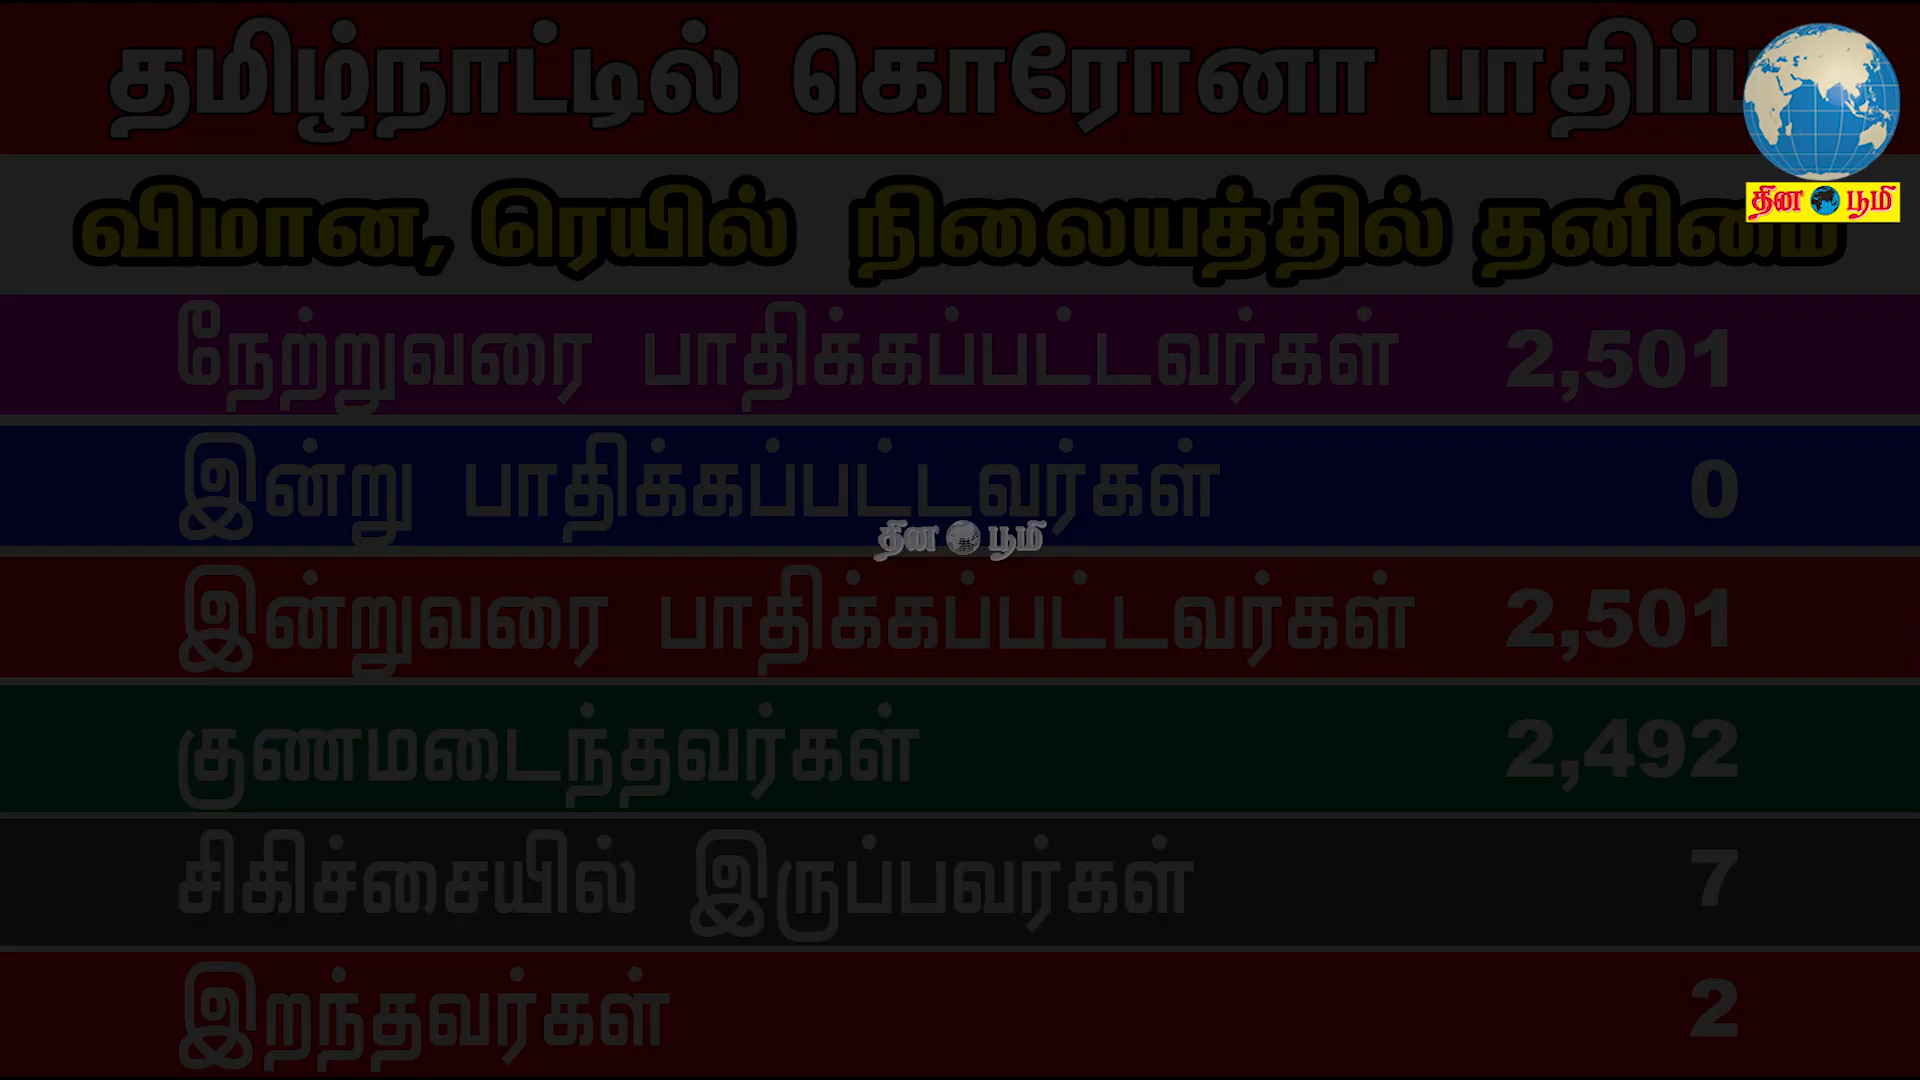 தமிழ்நாட்டில் கொரோனா
தின பூமி
விமான, ரெயில் நிலையத்தில் தனிமை
நேற்றுவரை பாதிக்கப்பட்டவர்கள் 2,501
இன்று பாதிக்கப்பட்டவர்கள் 0
தின பூமி
இன்றுவரை பாதிக்கப்பட்டவர்கள் 2,501
குணமடைந்தவர்கள் 2,492
சிகிச்சையில் இருப்பவர்கள் 7
இறந்தவர்கள் 2